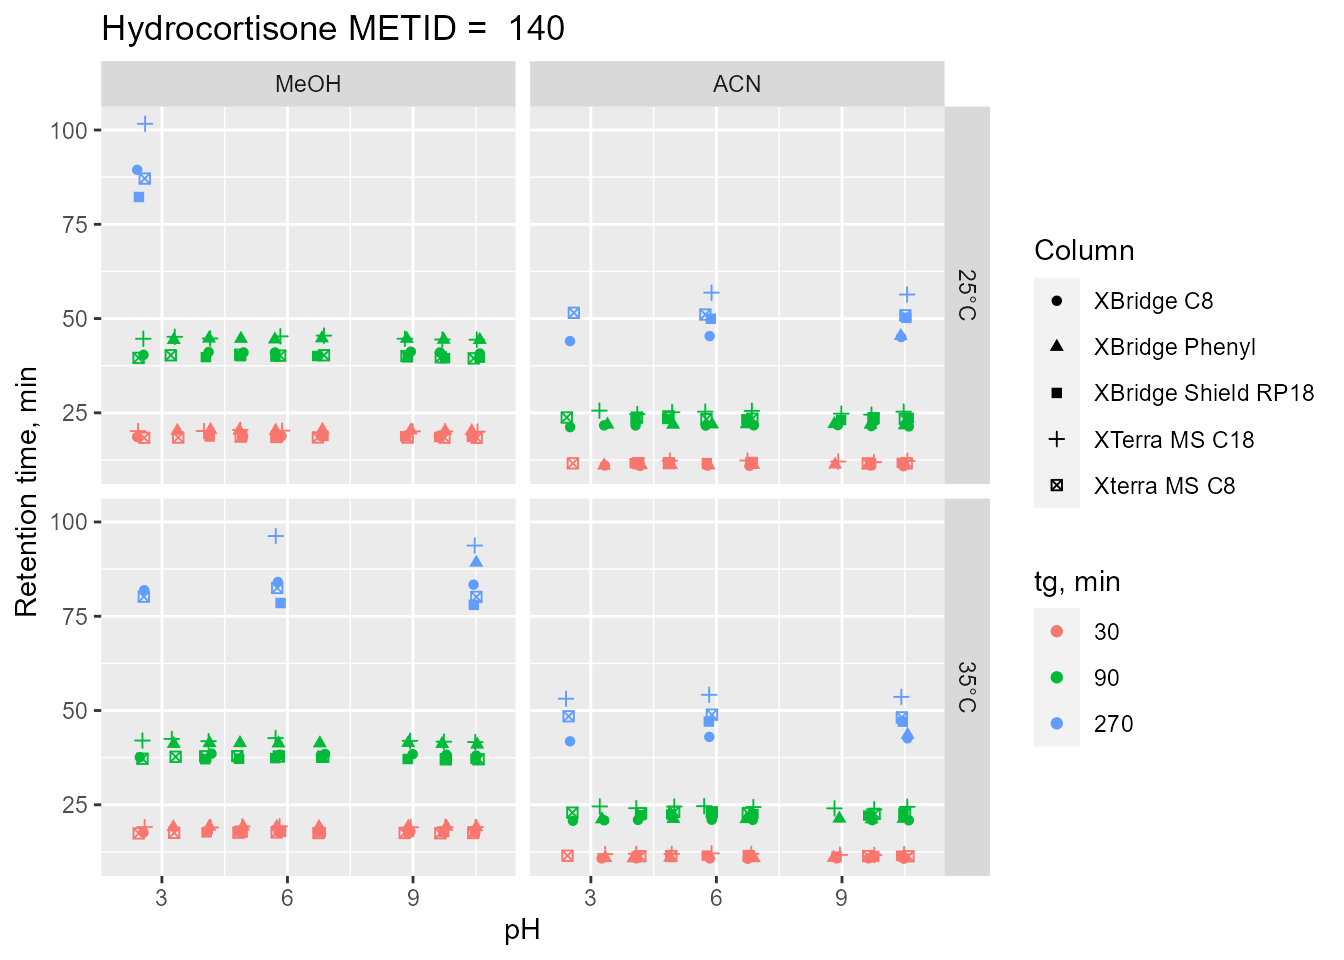 Hydrocortisone METID =  140
MeOH
ACN
100
75
50
25
25°C
100
75
50
25
35°C
3
6
9
3
6
9
Retention time, min
pH
Column
XBridge C8
XBridge Phenyl
XBridge Shield RP18
XTerra MS C18
Xterra MS C8
tg, min
30
90
270